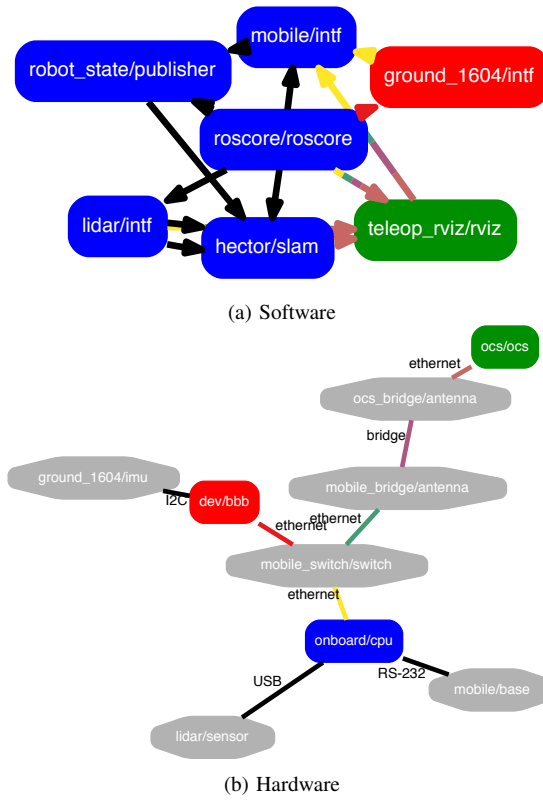 mobile/intf
robot_state/publisher
ground_1604/intf
roscore/roscore
lidar/intf
teleop_rviz/rviz
hector/slam
(a) Software
ocs/ocs
ethernet
ocs_bridge/antenna
bridge
ground_1604/imu
mobile_bridge/antenna
I2C
dev/bbb
ethernet
ethernet
mobile_switch/switch
ethernet
onboard/cpu
USB
RS-232
mobile/base
lidar/sensor
(b) Hardware